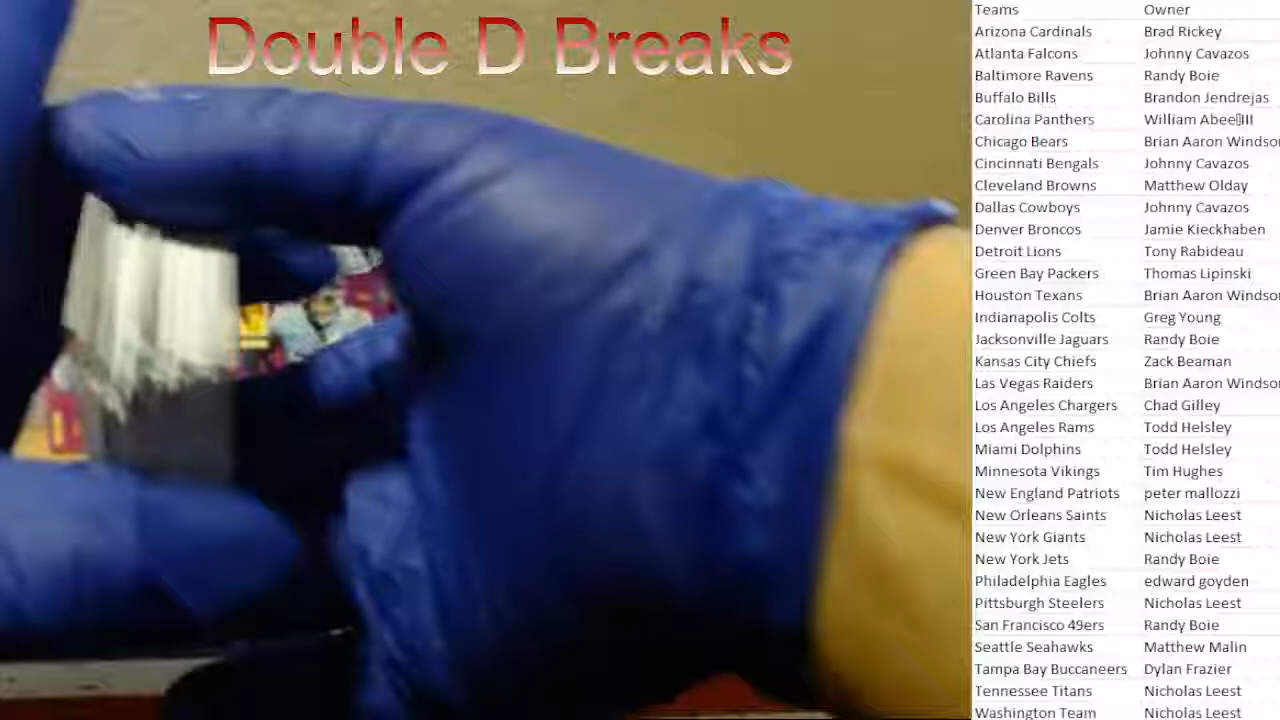 Double D Breaks
Teams Owner
Arizona Cardinals Brad Rickey
Atlanta Falcons Johnny Cavazos
Baltimore Ravens Randy Boie
Buffalo Bills Brandon Jendrejas
Carolina Panthers William Abee▯III
Chicago Bears Brian Aaron Windsor
Cincinnati Bengals Johnny Cavazos
Cleveland Browns Matthew Olday
Dallas Cowboys Johnny Cavazos
Denver Broncos Jamie Kieckhaben
Detroit Lions Tony Rabideau
Green Bay Packers Thomas Lipinski
Houston Texans Brian Aaron Windsor
Indianapolis Colts Greg Young
Jacksonville Jaguars Randy Boie
Kansas City Chiefs Zack Beaman
Las Vegas Raiders Brian Aaron Windsor
Los Angeles Chargers Chad Gilley
Los Angeles Rams Todd Helsley
Miami Dolphins Todd Helsley
Minnesota Vikings Tim Hughes
New England Patriots peter mallozzi
New Orleans Saints Nicholas Leest
New York Giants Nicholas Leest
New York Jets Randy Boie
Philadelphia Eagles edward goyden
Pittsburgh Steelers Nicholas Leest
San Francisco 49ers Randy Boie
Seattle Seahawks Matthew Malin
Tampa Bay Buccaneers Dylan Frazier
Tennessee Titans Nicholas Leest
Washington Team Nicholas Leest